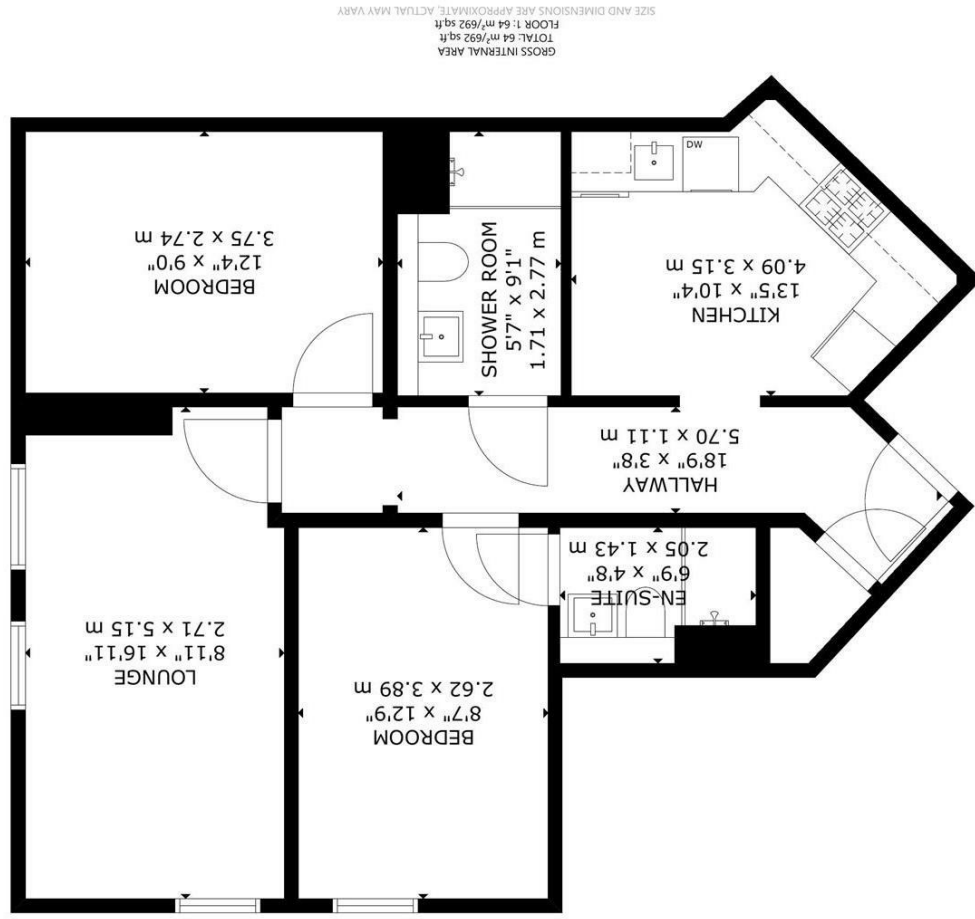 BEDROOM
8'7" x 12'9"
2.62 x 3.89 m
LOUNGE
8'11" x 16'11"
2.71 x 5.15 m
EN-SUITE
6'9" x 4'8"
2.05 x 1.43 m
HALLWAY
18'9" x 3'8"
5.70 x 1.11 m
KITCHEN
13'5" x 10'4"
4.09 x 3.15 m
SHOWER ROOM
5'7" x 9'1"
1.71 x 2.77 m
BEDROOM
12'4" x 9'0"
3.75 x 2.74 m
DW
GROSS INTERNAL AREA
TOTAL: 64 m²/692 sq.ft
FLOOR 1: 64 m²/692 sq.ft
SIZE AND DIMENSIONS ARE APPROXIMATE, ACTUAL MAY VARY